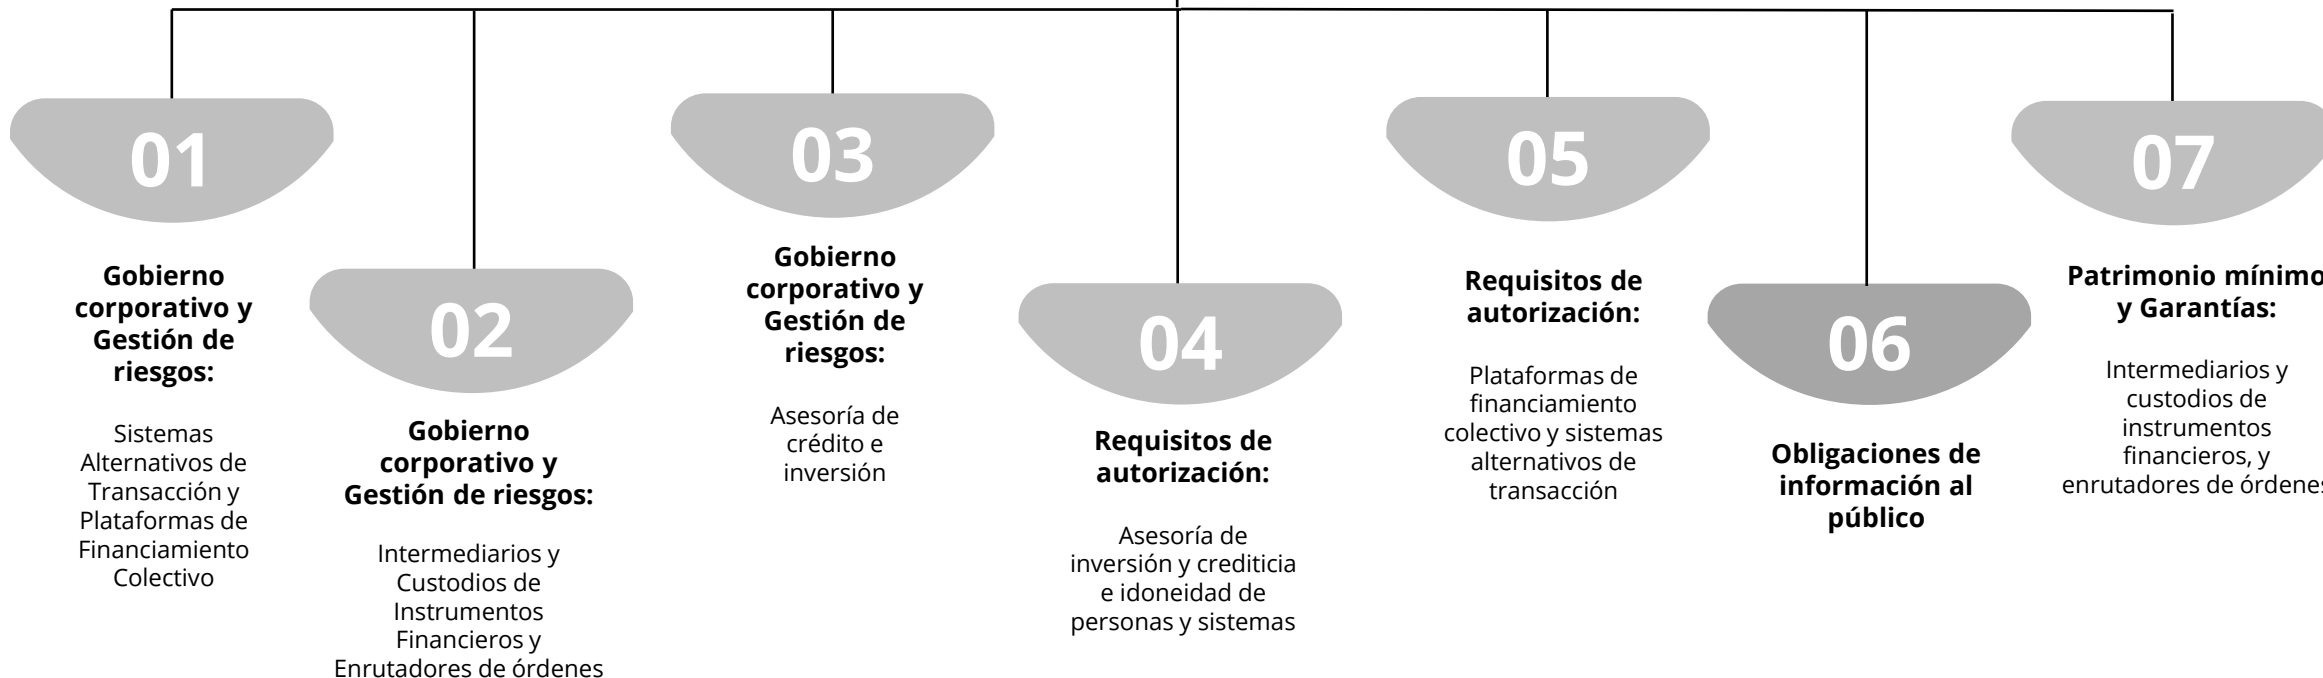 01
Gobierno
corporativo y
Gestión de
riesgos:
Sistemas
Alternativos de
Transacción y
Plataformas de
Financiamiento
Colectivo
02
Gobierno
corporativo y
Gestión de riesgos:
Intermediarios y
Custodios de
Instrumentos
Financieros y
Enrutadores de órdenes
03
Gobierno
corporativo y
Gestión de
riesgos:
Asesoría de
crédito e
inversión
04
Requisitos de
autorización:
Asesoría de
inversión y crediticia
e idoneidad de
personas y sistemas
05
Requisitos de
autorización:
Plataformas de
financiamiento
colectivo y sistemas
alternativos de
transacción
06
Obligaciones de
información al
público
07
Patrimonio mínimo
y Garantías:
Intermediarios y
custodios de
instrumentos
financieros, y
enrutadores de órdenes